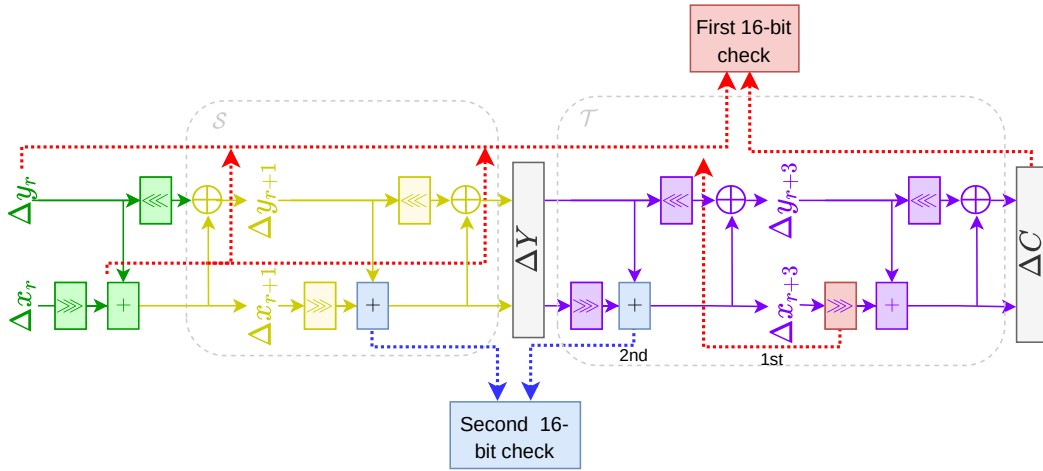 First 16-bit
check
𝒮
𝒯
Δy_r
⋘
⊕
Δy_{r+1}
⋘
⊕
ΔY
⋘
⊕
Δy_{r+3}
⋘
⊕
ΔC
Δx_r
⋙
+
Δx_{r+1}
⋙
+
⋙
+
Δx_{r+3}
⋙
+
2nd
1st
Second 16-
bit check